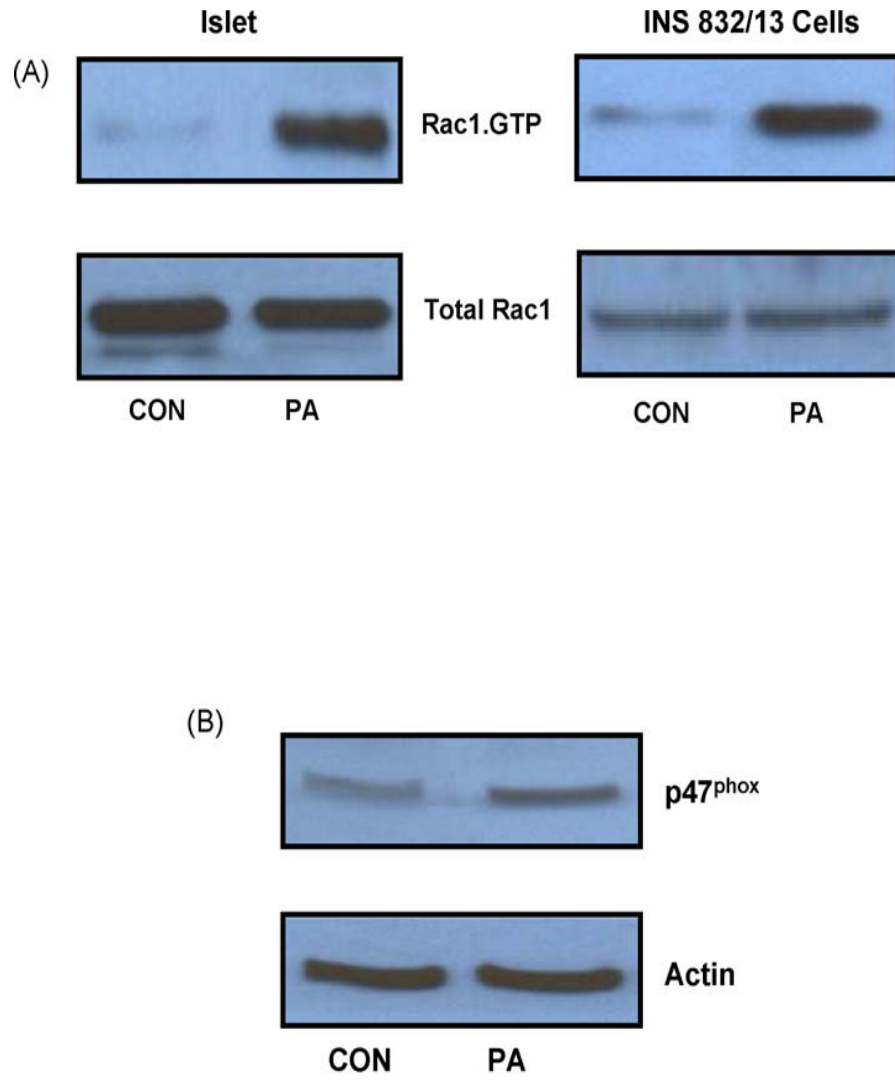 Islet
INS 832/13 Cells
(A)
Rac1.GTP
Total Rac1
CON PA
CON PA
(B)
p47phox
Actin
CON PA